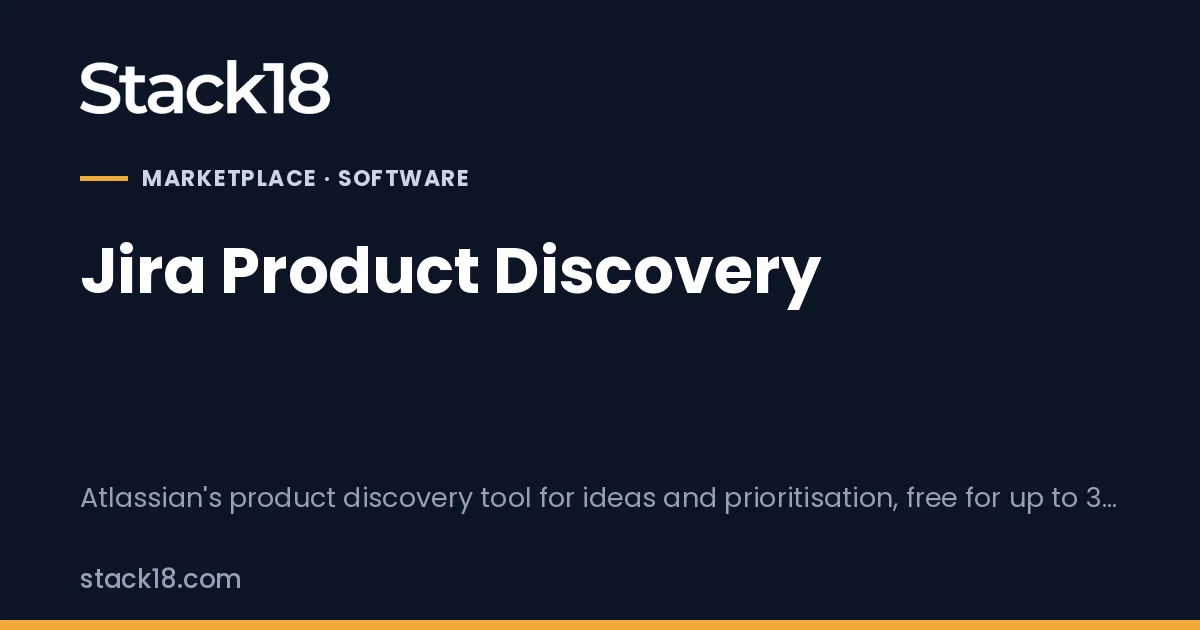 Stack18
MARKETPLACE · SOFTWARE
Jira Product Discovery
Atlassian's product discovery tool for ideas and prioritisation, free for up to 3...
stack18.com